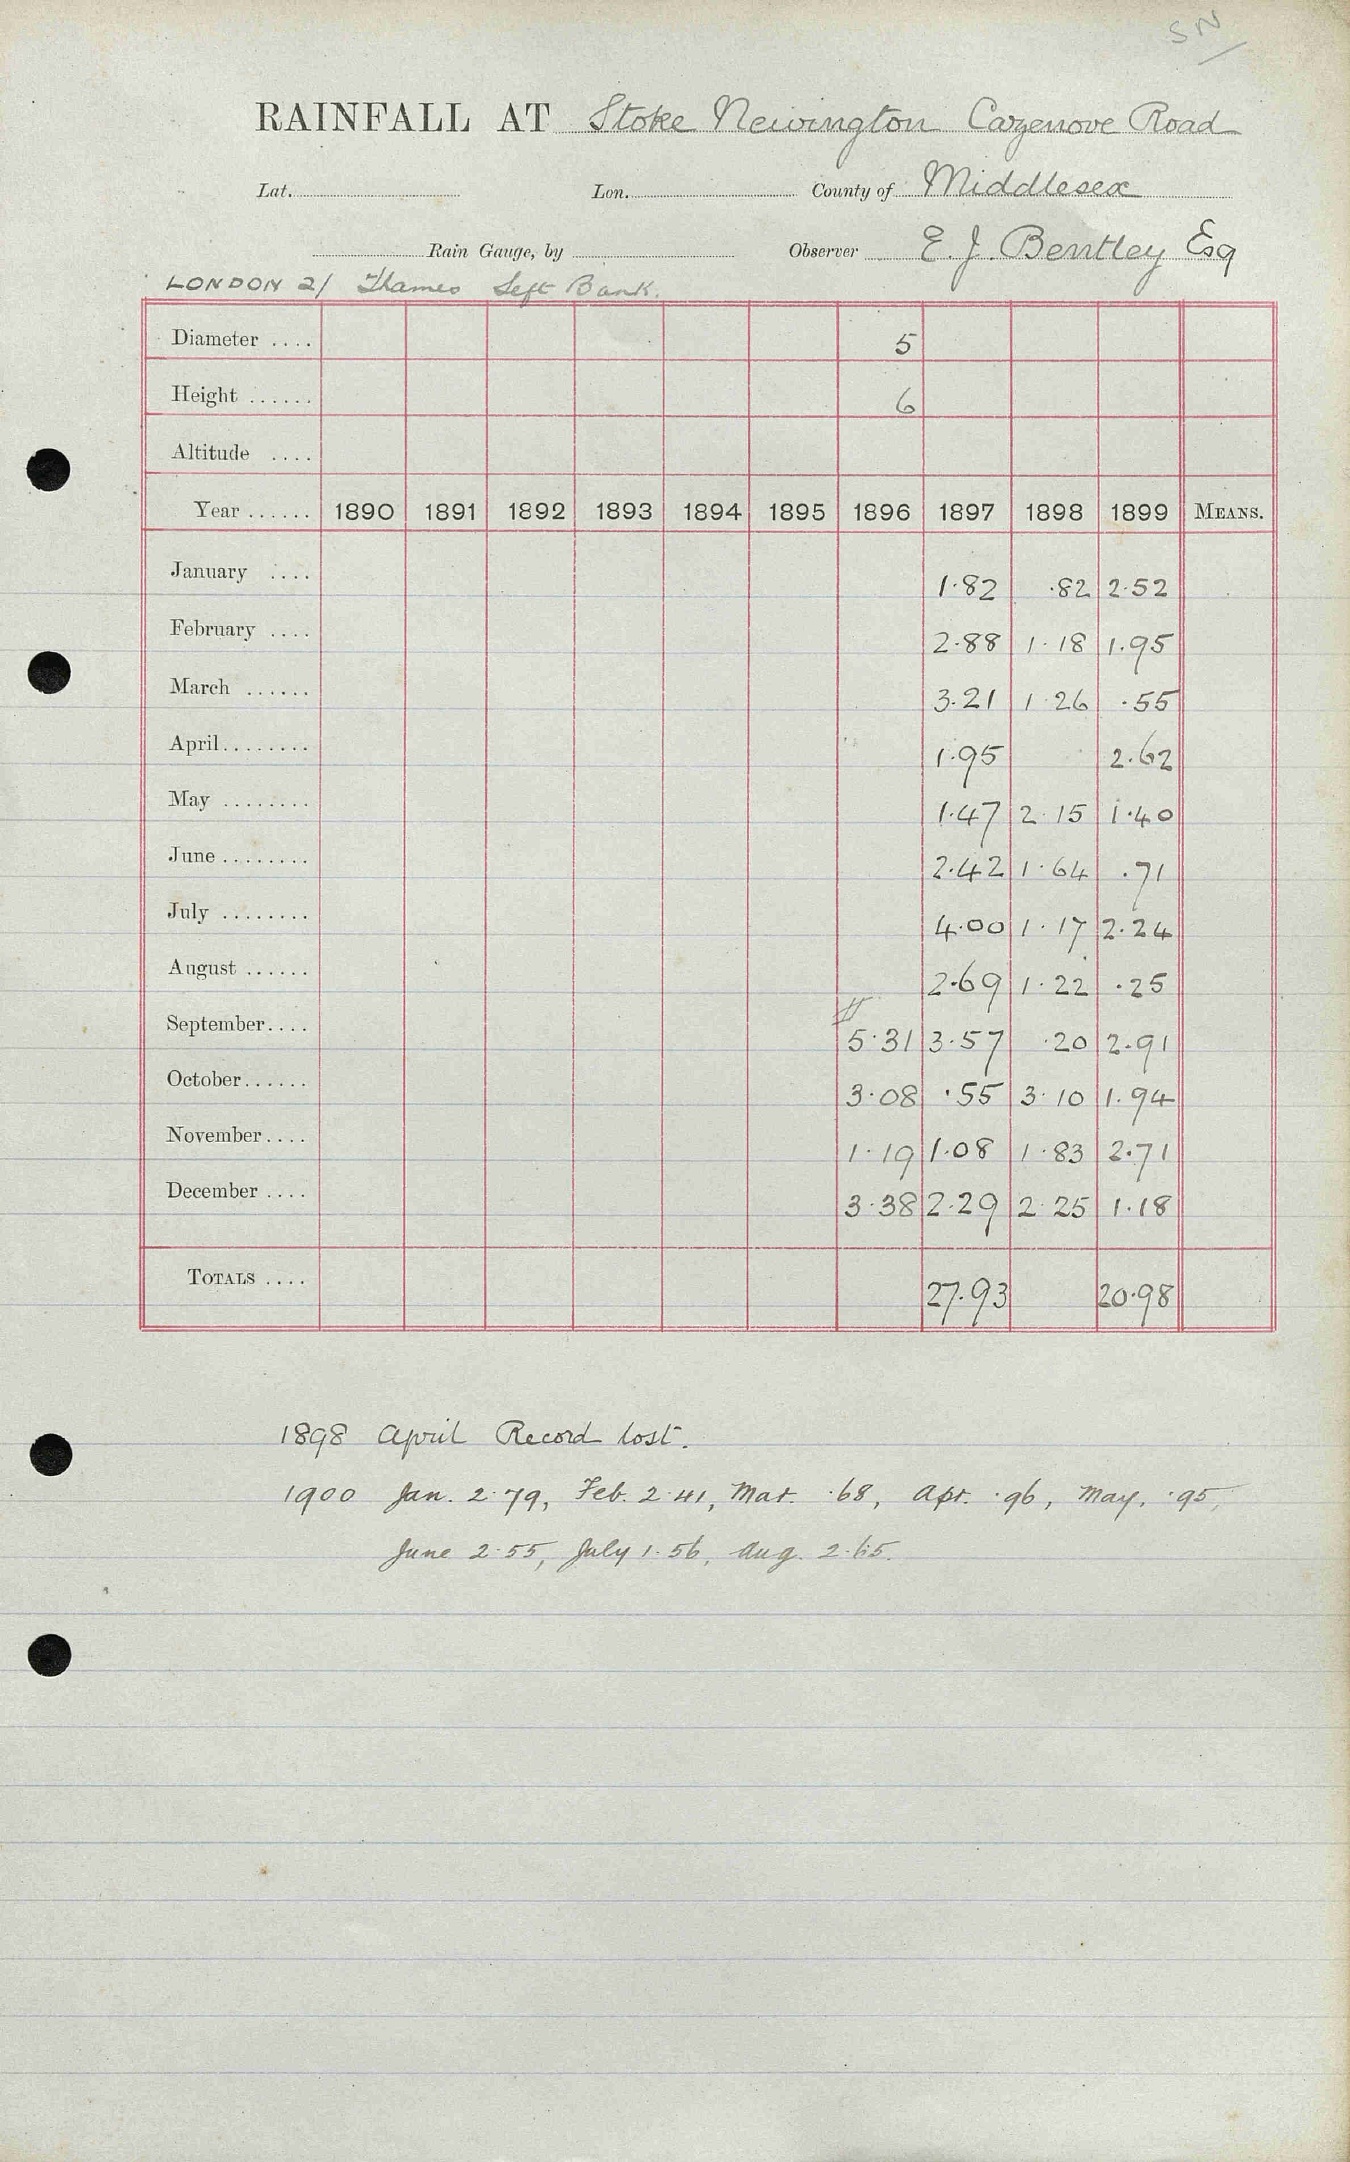 SN
RAINFALL AT Stoke Newington Cazenove Road
Lat. Lon. County of Middlesex
Rain Gauge, by Observer E. J. Bentley Esq
LONDON 2/ Thames Left Bank.
Diameter .... 5
Height ...... 6
Altitude ....
Year ...... 1890 1891 1892 1893 1894 1895 1896 1897 1898 1899 MEANS.
January .... 1.82 .82 2.52
February .... 2.88 1.18 1.95
March ...... 3.21 1.26 .55
April ........ 1.95 2.62
May ........ 1.47 2.15 1.40
June ........ 2.42 1.64 .71
July ........ 4.00 1.17 2.24
August ...... 2.69 1.22 .25
September .... 5.31 3.57 .20 2.91
October ...... 3.08 .55 3.10 1.94
November .... 1.19 1.08 1.83 2.71
December .... 3.38 2.29 2.25 1.18
TOTALS .... 27.93 20.98
1898 April Record lost.
1900 Jan. 2.79, Feb. 2.41, Mar. .68, Apr. .96, May. .95,
June 2.55, July 1.56, Aug. 2.65.